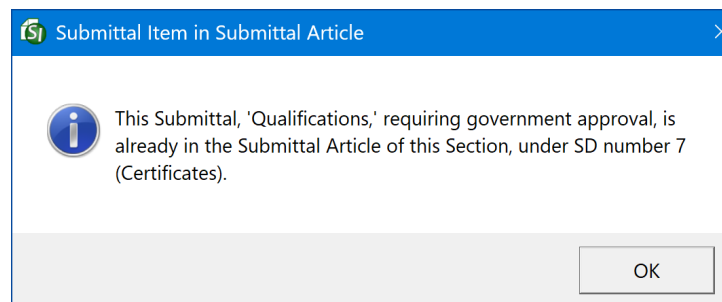 SI Submittal Item in Submittal Article
This Submittal, 'Qualifications,' requiring government approval, is
already in the Submittal Article of this Section, under SD number 7
(Certificates).
OK